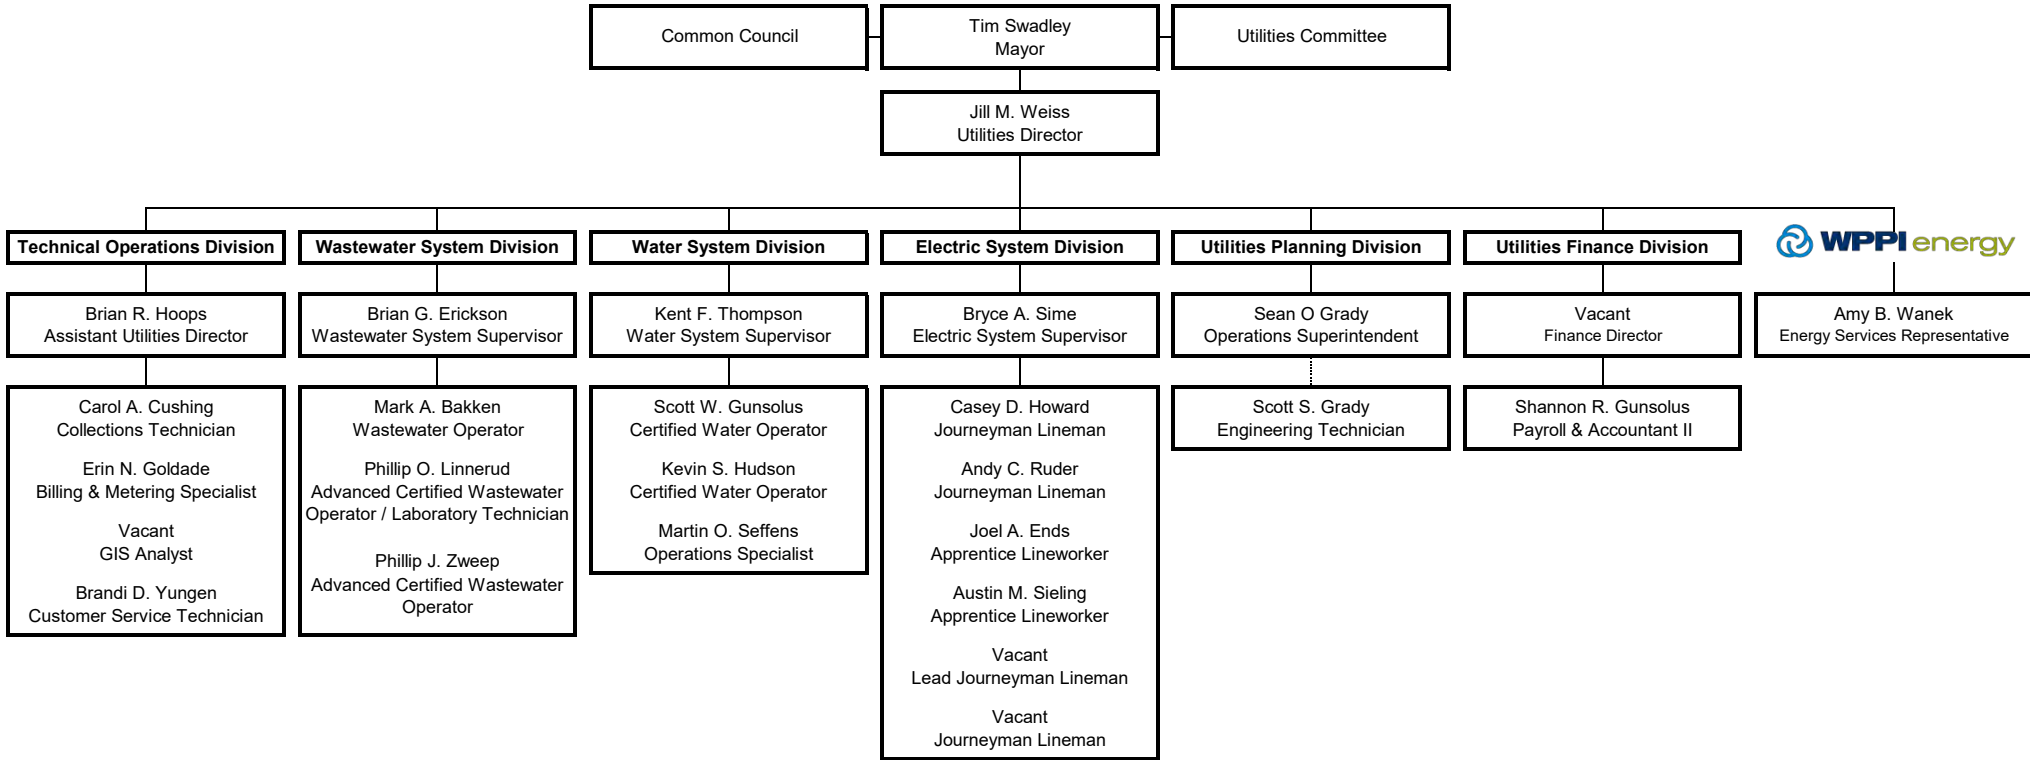 Common Council
Tim Swadley
Mayor
Utilities Committee
Jill M. Weiss
Utilities Director
Technical Operations Division
Wastewater System Division
Water System Division
Electric System Division
Utilities Planning Division
Utilities Finance Division
WPPI energy
Brian R. Hoops
Assistant Utilities Director
Brian G. Erickson
Wastewater System Supervisor
Kent F. Thompson
Water System Supervisor
Bryce A. Sime
Electric System Supervisor
Sean O Grady
Operations Superintendent
Vacant
Finance Director
Amy B. Wanek
Energy Services Representative
Carol A. Cushing
Collections Technician
Erin N. Goldade
Billing & Metering Specialist
Vacant
GIS Analyst
Brandi D. Yungen
Customer Service Technician
Mark A. Bakken
Wastewater Operator
Phillip O. Linnerud
Advanced Certified Wastewater
Operator / Laboratory Technician
Phillip J. Zweep
Advanced Certified Wastewater
Operator
Scott W. Gunsolus
Certified Water Operator
Kevin S. Hudson
Certified Water Operator
Martin O. Seffens
Operations Specialist
Casey D. Howard
Journeyman Lineman
Andy C. Ruder
Journeyman Lineman
Joel A. Ends
Apprentice Lineworker
Austin M. Sieling
Apprentice Lineworker
Vacant
Lead Journeyman Lineman
Vacant
Journeyman Lineman
Scott S. Grady
Engineering Technician
Shannon R. Gunsolus
Payroll & Accountant II